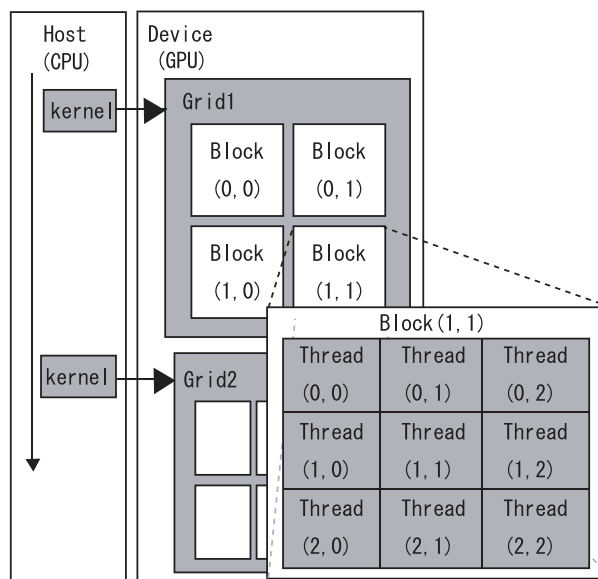 Host
(CPU)
Device
(GPU)
kernel
Grid1
Block
(0,0)
Block
(0,1)
Block
(1,0)
Block
(1,1)
kernel
Grid2
Block(1,1)
Thread
(0,0)
Thread
(0,1)
Thread
(0,2)
Thread
(1,0)
Thread
(1,1)
Thread
(1,2)
Thread
(2,0)
Thread
(2,1)
Thread
(2,2)